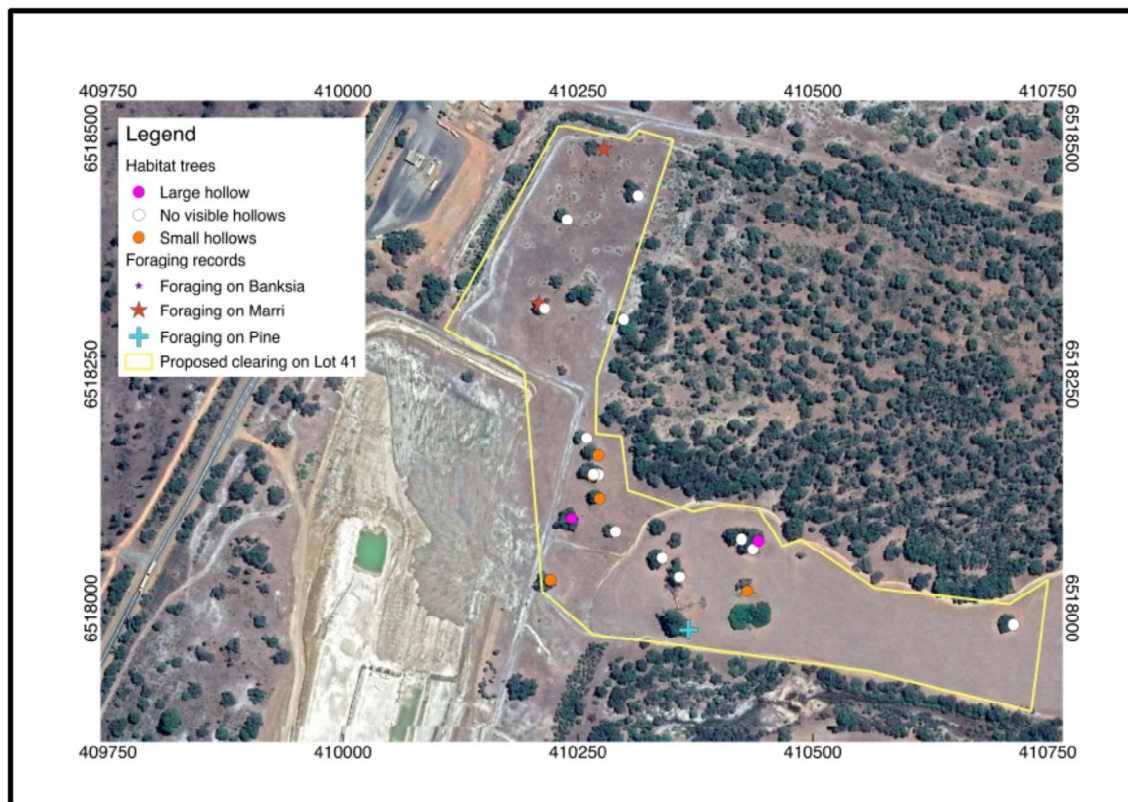 409750 410000 410250 410500 410750
6518500
6518500
Legend
Habitat trees
Large hollow
No visible hollows
Small hollows
Foraging records
Foraging on Banksia
Foraging on Marri
Foraging on Pine
Proposed clearing on Lot 41
6518250
6518250
6518000
6518000
409750 410000 410250 410500 410750